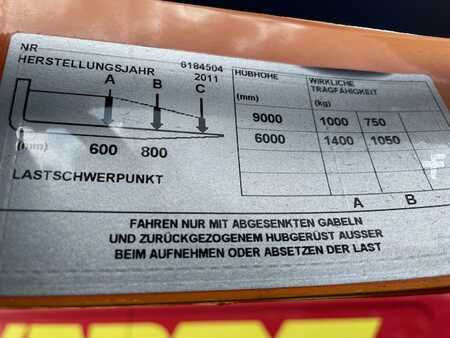 NR 6184504
HERSTELLUNGSJAHR 2011
A B C
(mm) 600 800
LASTSCHWERPUNKT
HUBHÖHE WIRKLICHE
TRAGFÄHIGKEIT
(mm) (kg)
9000 1000 750
6000 1400 1050
A B
FAHREN NUR MIT ABGESENKTEN GABELN
UND ZURÜCKGEZOGENEM HUBGERÜST AUSSER
BEIM AUFNEHMEN ODER ABSETZEN DER LAST